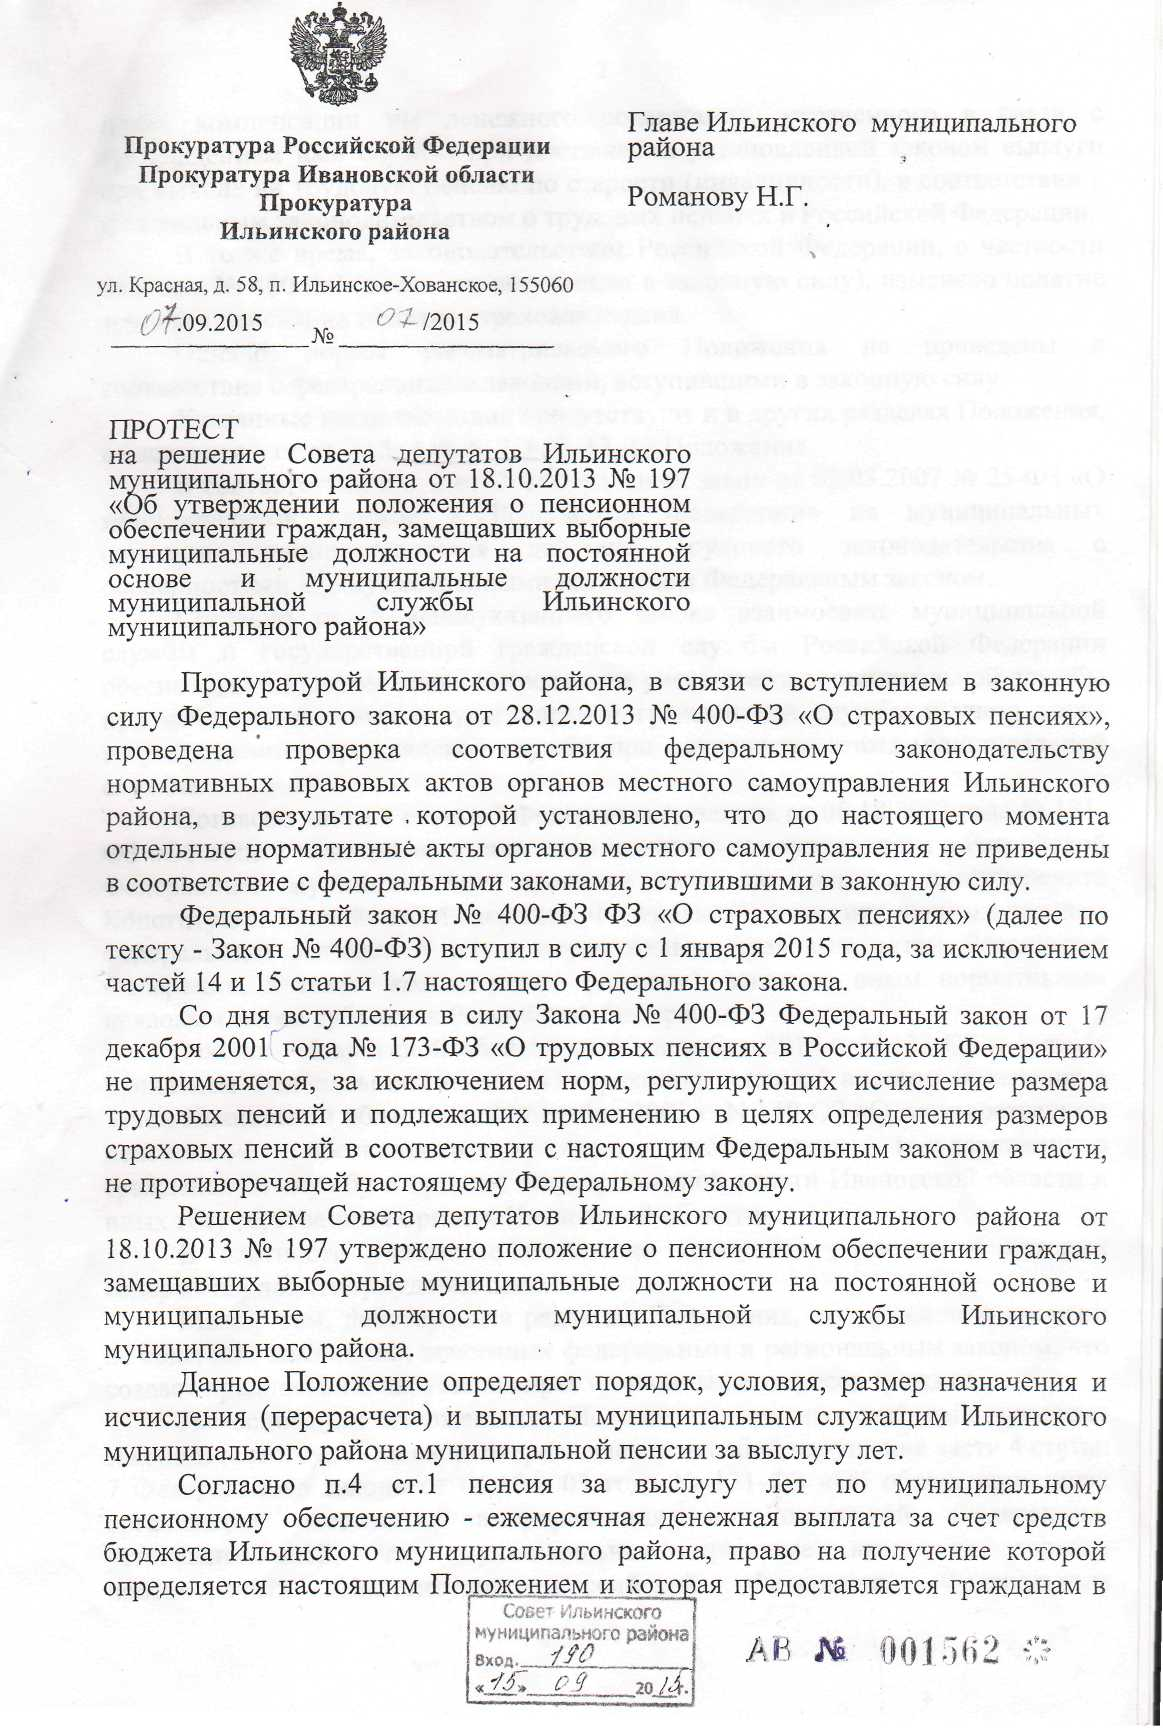 Прокуратура Российской Федерации
Прокуратура Ивановской области
Прокуратура
Ильинского района
ул. Красная, д. 58, п. Ильинское-Хованское, 155060
07.09.2015 № 07/2015
Главе Ильинского муниципального
района
Романову Н.Г.
ПРОТЕСТ
на решение Совета депутатов Ильинского
муниципального района от 18.10.2013 № 197
«Об утверждении положения о пенсионном
обеспечении граждан, замещавших выборные
муниципальные должности на постоянной
основе и муниципальные должности
муниципальной службы Ильинского
муниципального района»
Прокуратурой Ильинского района, в связи с вступлением в законную
силу Федерального закона от 28.12.2013 № 400-ФЗ «О страховых пенсиях»,
проведена проверка соответствия федеральному законодательству
нормативных правовых актов органов местного самоуправления Ильинского
района, в результате которой установлено, что до настоящего момента
отдельные нормативные акты органов местного самоуправления не приведены
в соответствие с федеральными законами, вступившими в законную силу.
Федеральный закон № 400-ФЗ ФЗ «О страховых пенсиях» (далее по
тексту - Закон № 400-ФЗ) вступил в силу с 1 января 2015 года, за исключением
частей 14 и 15 статьи 1.7 настоящего Федерального закона.
Со дня вступления в силу Закона № 400-ФЗ Федеральный закон от 17
декабря 2001 года № 173-ФЗ «О трудовых пенсиях в Российской Федерации»
не применяется, за исключением норм, регулирующих исчисление размера
трудовых пенсий и подлежащих применению в целях определения размеров
страховых пенсий в соответствии с настоящим Федеральным законом в части,
не противоречащей настоящему Федеральному закону.
Решением Совета депутатов Ильинского муниципального района от
18.10.2013 № 197 утверждено положение о пенсионном обеспечении граждан,
замещавших выборные муниципальные должности на постоянной основе и
муниципальные должности муниципальной службы Ильинского
муниципального района.
Данное Положение определяет порядок, условия, размер назначения и
исчисления (перерасчета) и выплаты муниципальным служащим Ильинского
муниципального района муниципальной пенсии за выслугу лет.
Согласно п.4 ст.1 пенсия за выслугу лет по муниципальному
пенсионному обеспечению - ежемесячная денежная выплата за счет средств
бюджета Ильинского муниципального района, право на получение которой
определяется настоящим Положением и которая предоставляется гражданам в
Совет Ильинского
муниципального района
Вход. 190
«15» 09 2015г.
АВ № 001562